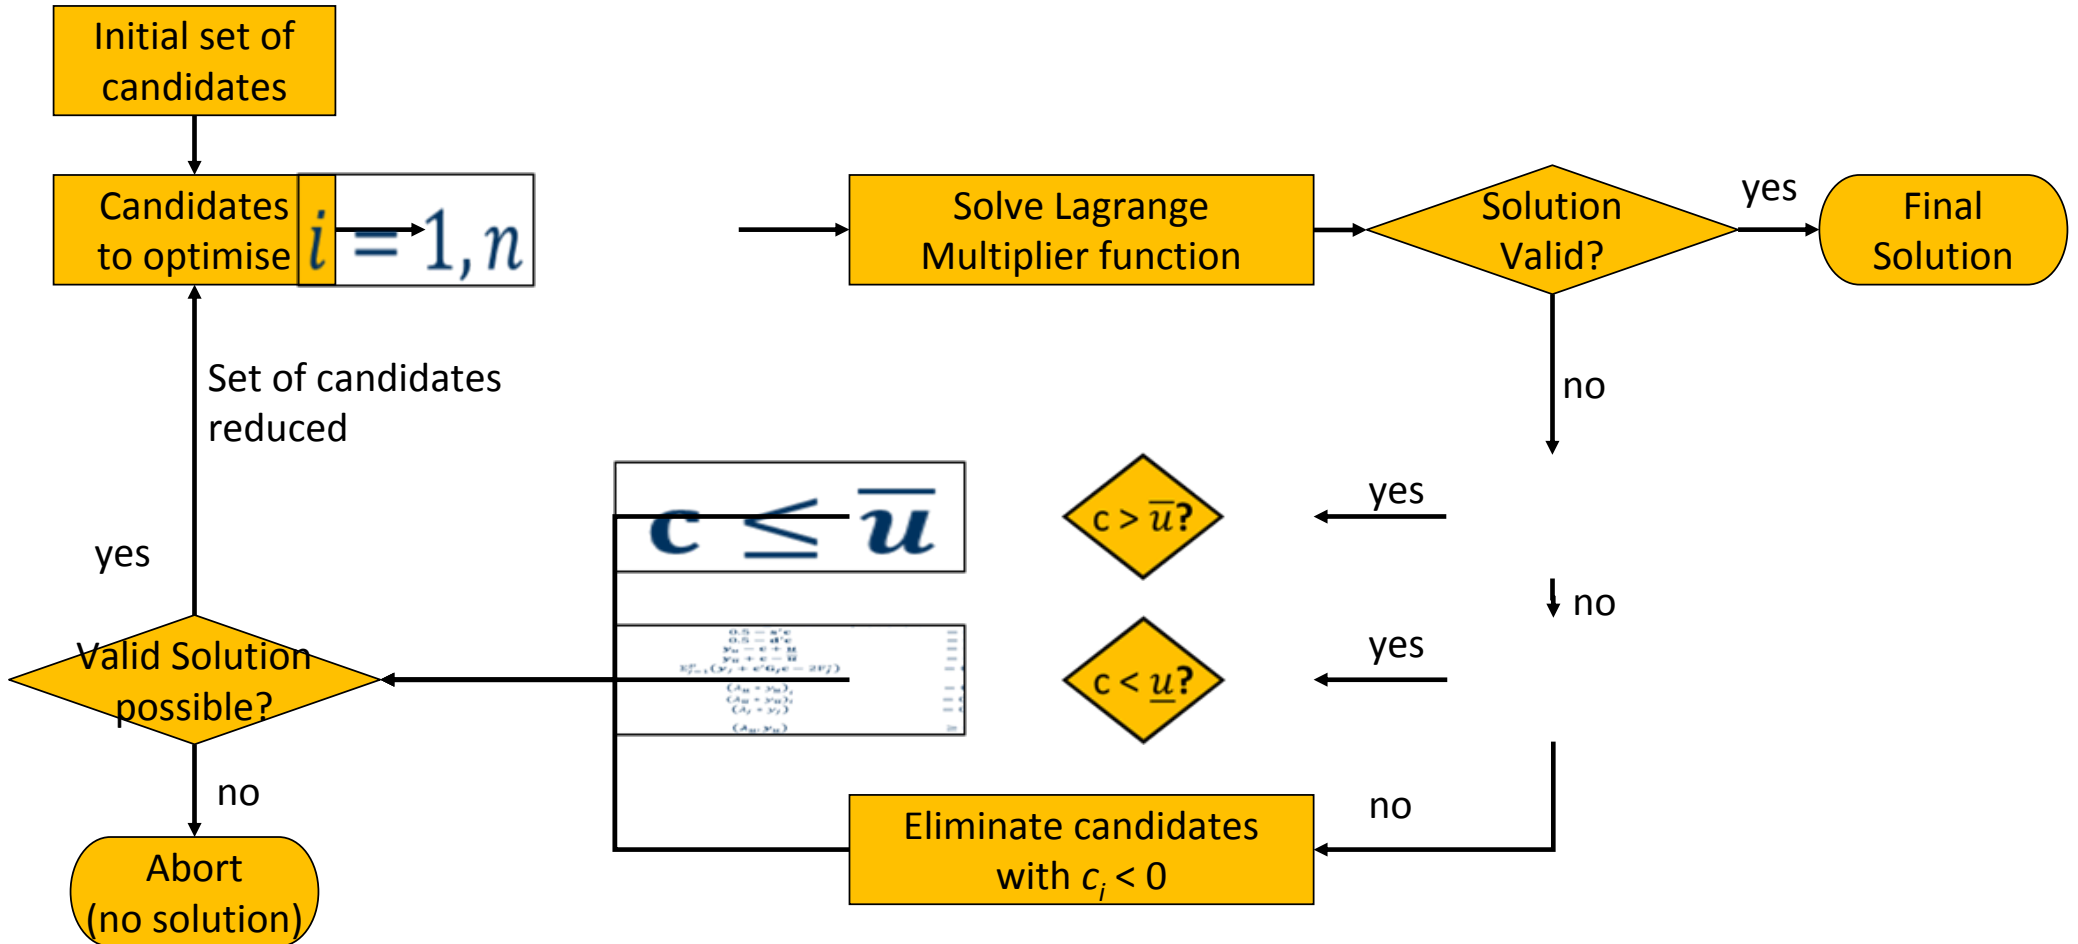 Initial set of
candidates
Candidates
to optimise
i = 1, n
Solve Lagrange
Multiplier function
Solution
Valid?
yes
Final
Solution
Set of candidates
reduced
no
c ≤ u̅
c > u̅?
yes
yes
no
Valid Solution
possible?
c < u̲?
yes
no
Abort
(no solution)
Eliminate candidates
with cᵢ < 0
no